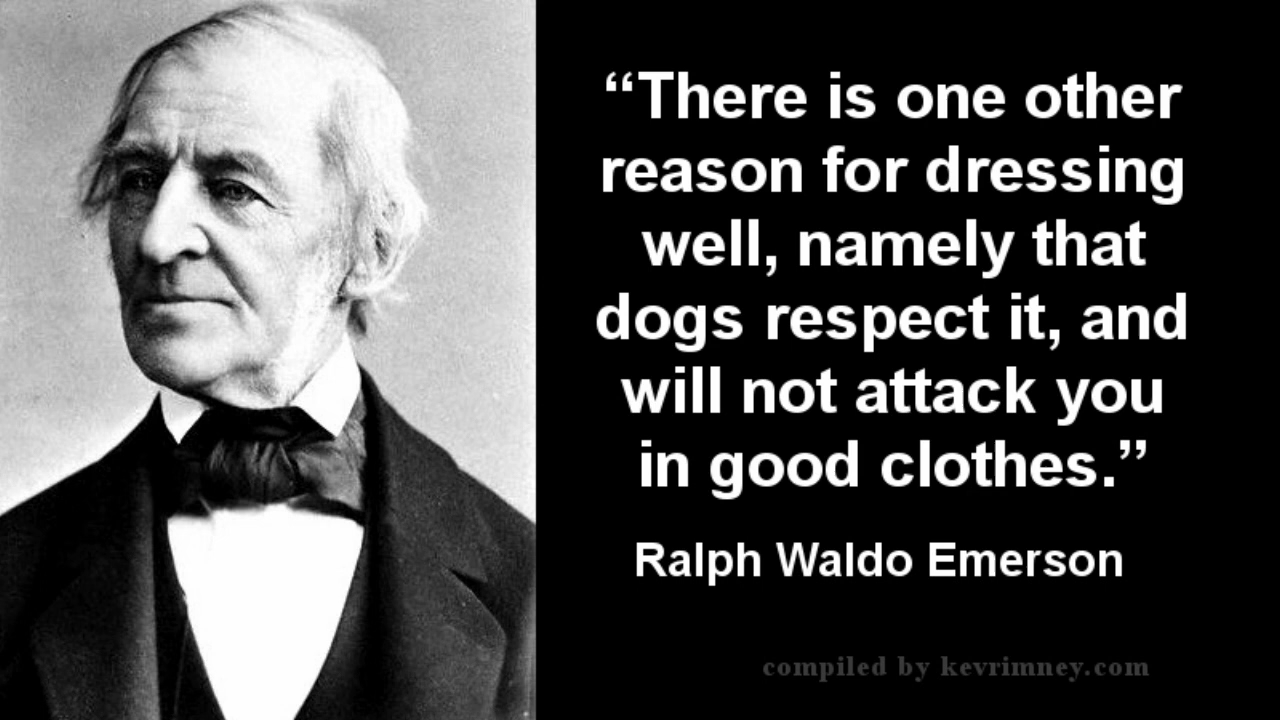 “There is one other
reason for dressing
well, namely that
dogs respect it, and
will not attack you
in good clothes.”
Ralph Waldo Emerson
compiled by kevrimney.com